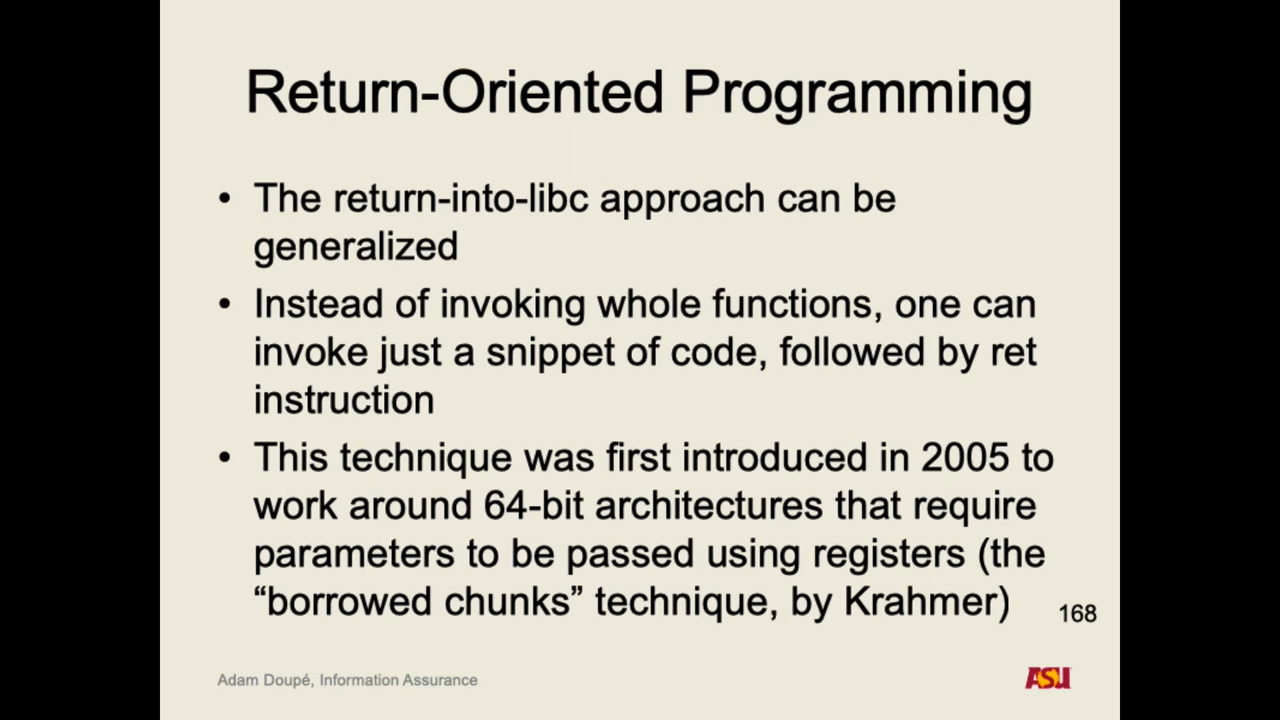 Return-Oriented Programming
• The return-into-libc approach can be
generalized
• Instead of invoking whole functions, one can
invoke just a snippet of code, followed by ret
instruction
• This technique was first introduced in 2005 to
work around 64-bit architectures that require
parameters to be passed using registers (the
“borrowed chunks” technique, by Krahmer)
168
Adam Doupé, Information Assurance
ASU